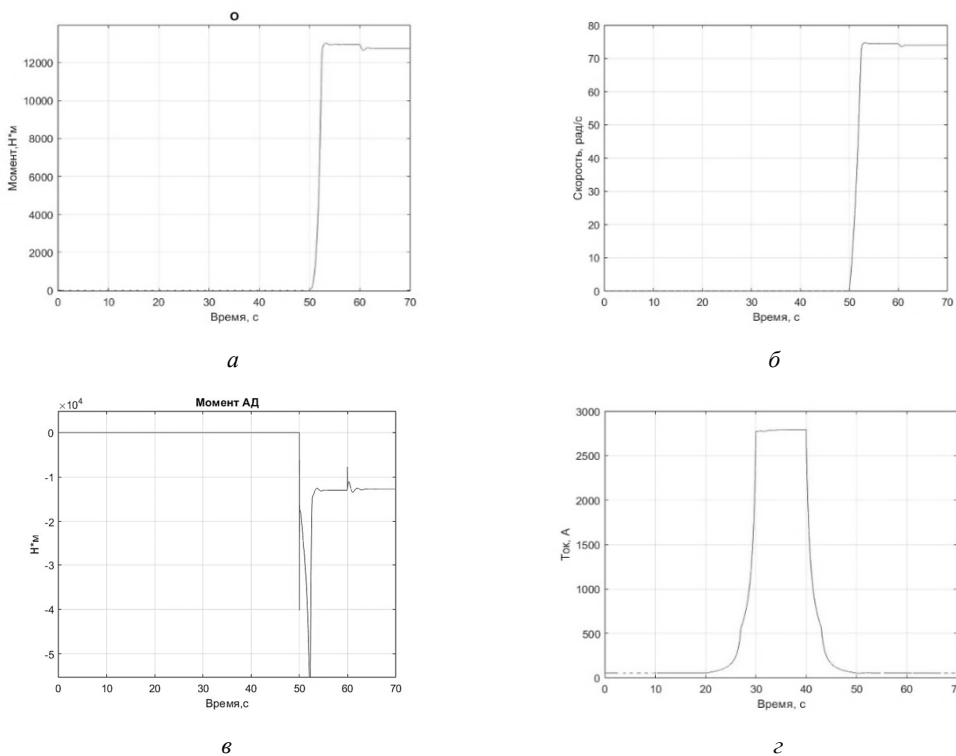 О
Момент,Н*м
12000
10000
8000
6000
4000
2000
0
0 10 20 30 40 50 60 70
Время, с
а
Скорость, рад/с
80
70
60
50
40
30
20
10
0
0 10 20 30 40 50 60 70
Время, с
б
Момент АД
×10⁴
Н*м
0
-1
-2
-3
-4
-5
0 10 20 30 40 50 60 70
Время,с
в
Ток, А
3000
2500
2000
1500
1000
500
0
0 10 20 30 40 50 60 70
Время, с
г